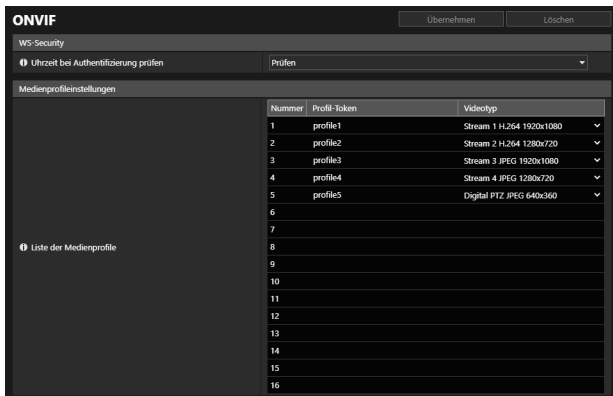 ONVIF
Übernehmen Löschen
WS-Security
Uhrzeit bei Authentifizierung prüfen Prüfen
Medienprofileinstellungen
Nummer Profil-Token Videotyp
1 profile1 Stream 1 H.264 1920x1080
2 profile2 Stream 2 H.264 1280x720
3 profile3 Stream 3 JPEG 1920x1080
4 profile4 Stream 4 JPEG 1280x720
5 profile5 Digital PTZ JPEG 640x360
6
7
Liste der Medienprofile 8
9
10
11
12
13
14
15
16